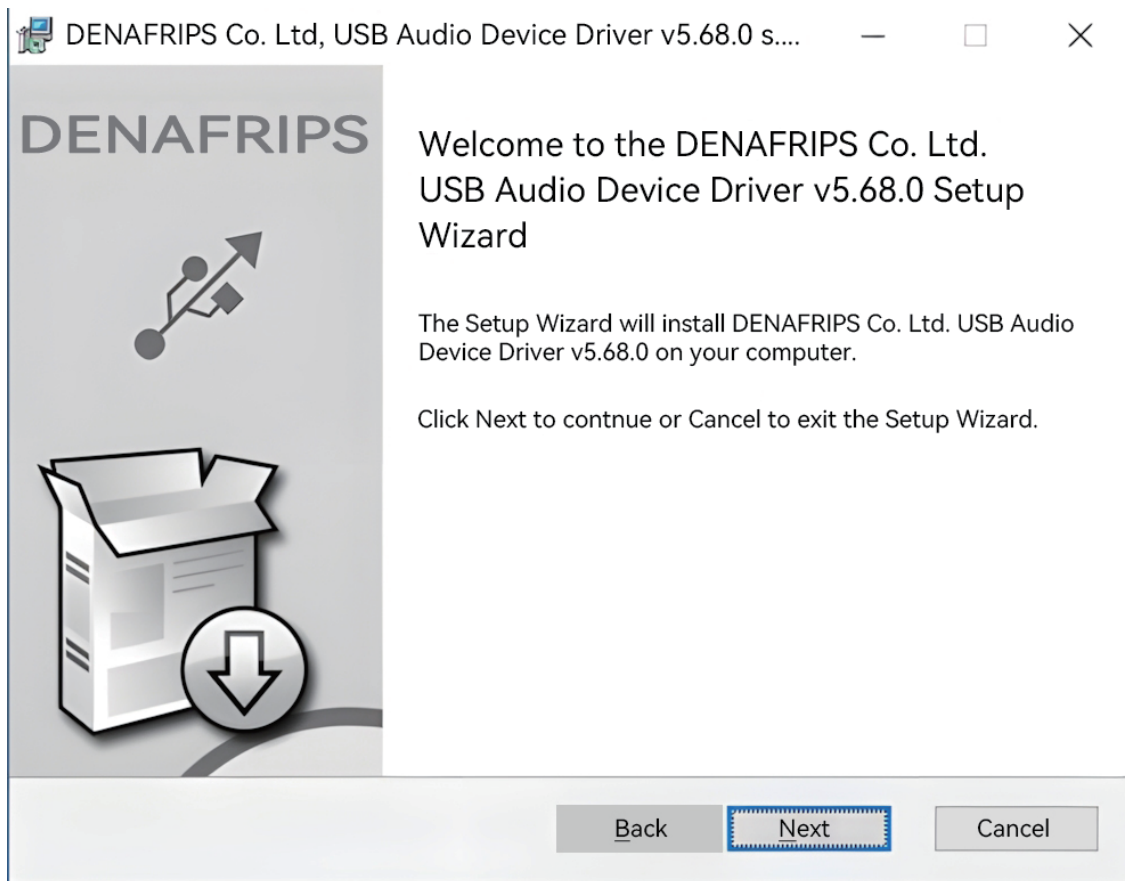 DENAFRIPS Co. Ltd, USB Audio Device Driver v5.68.0 s....
DENAFRIPS
Welcome to the DENAFRIPS Co. Ltd.
USB Audio Device Driver v5.68.0 Setup
Wizard
The Setup Wizard will install DENAFRIPS Co. Ltd. USB Audio
Device Driver v5.68.0 on your computer.
Click Next to contnue or Cancel to exit the Setup Wizard.
Back Next Cancel